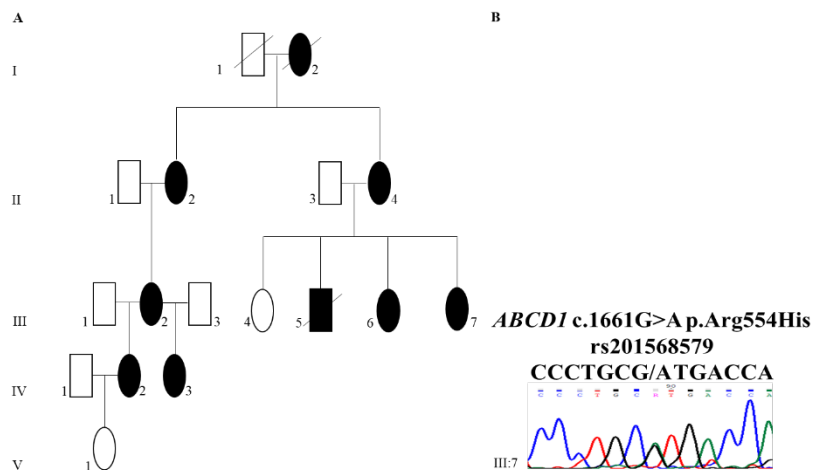 A
B
I
1
2
II
1
2
3
4
III
1
2
3
4
5
6
7
IV
1
2
3
V
1
ABCD1 c.1661G>A p.Arg554His
rs201568579
CCCTGCG/ATGACCA
C C C T G C R T G A C C A
III:7